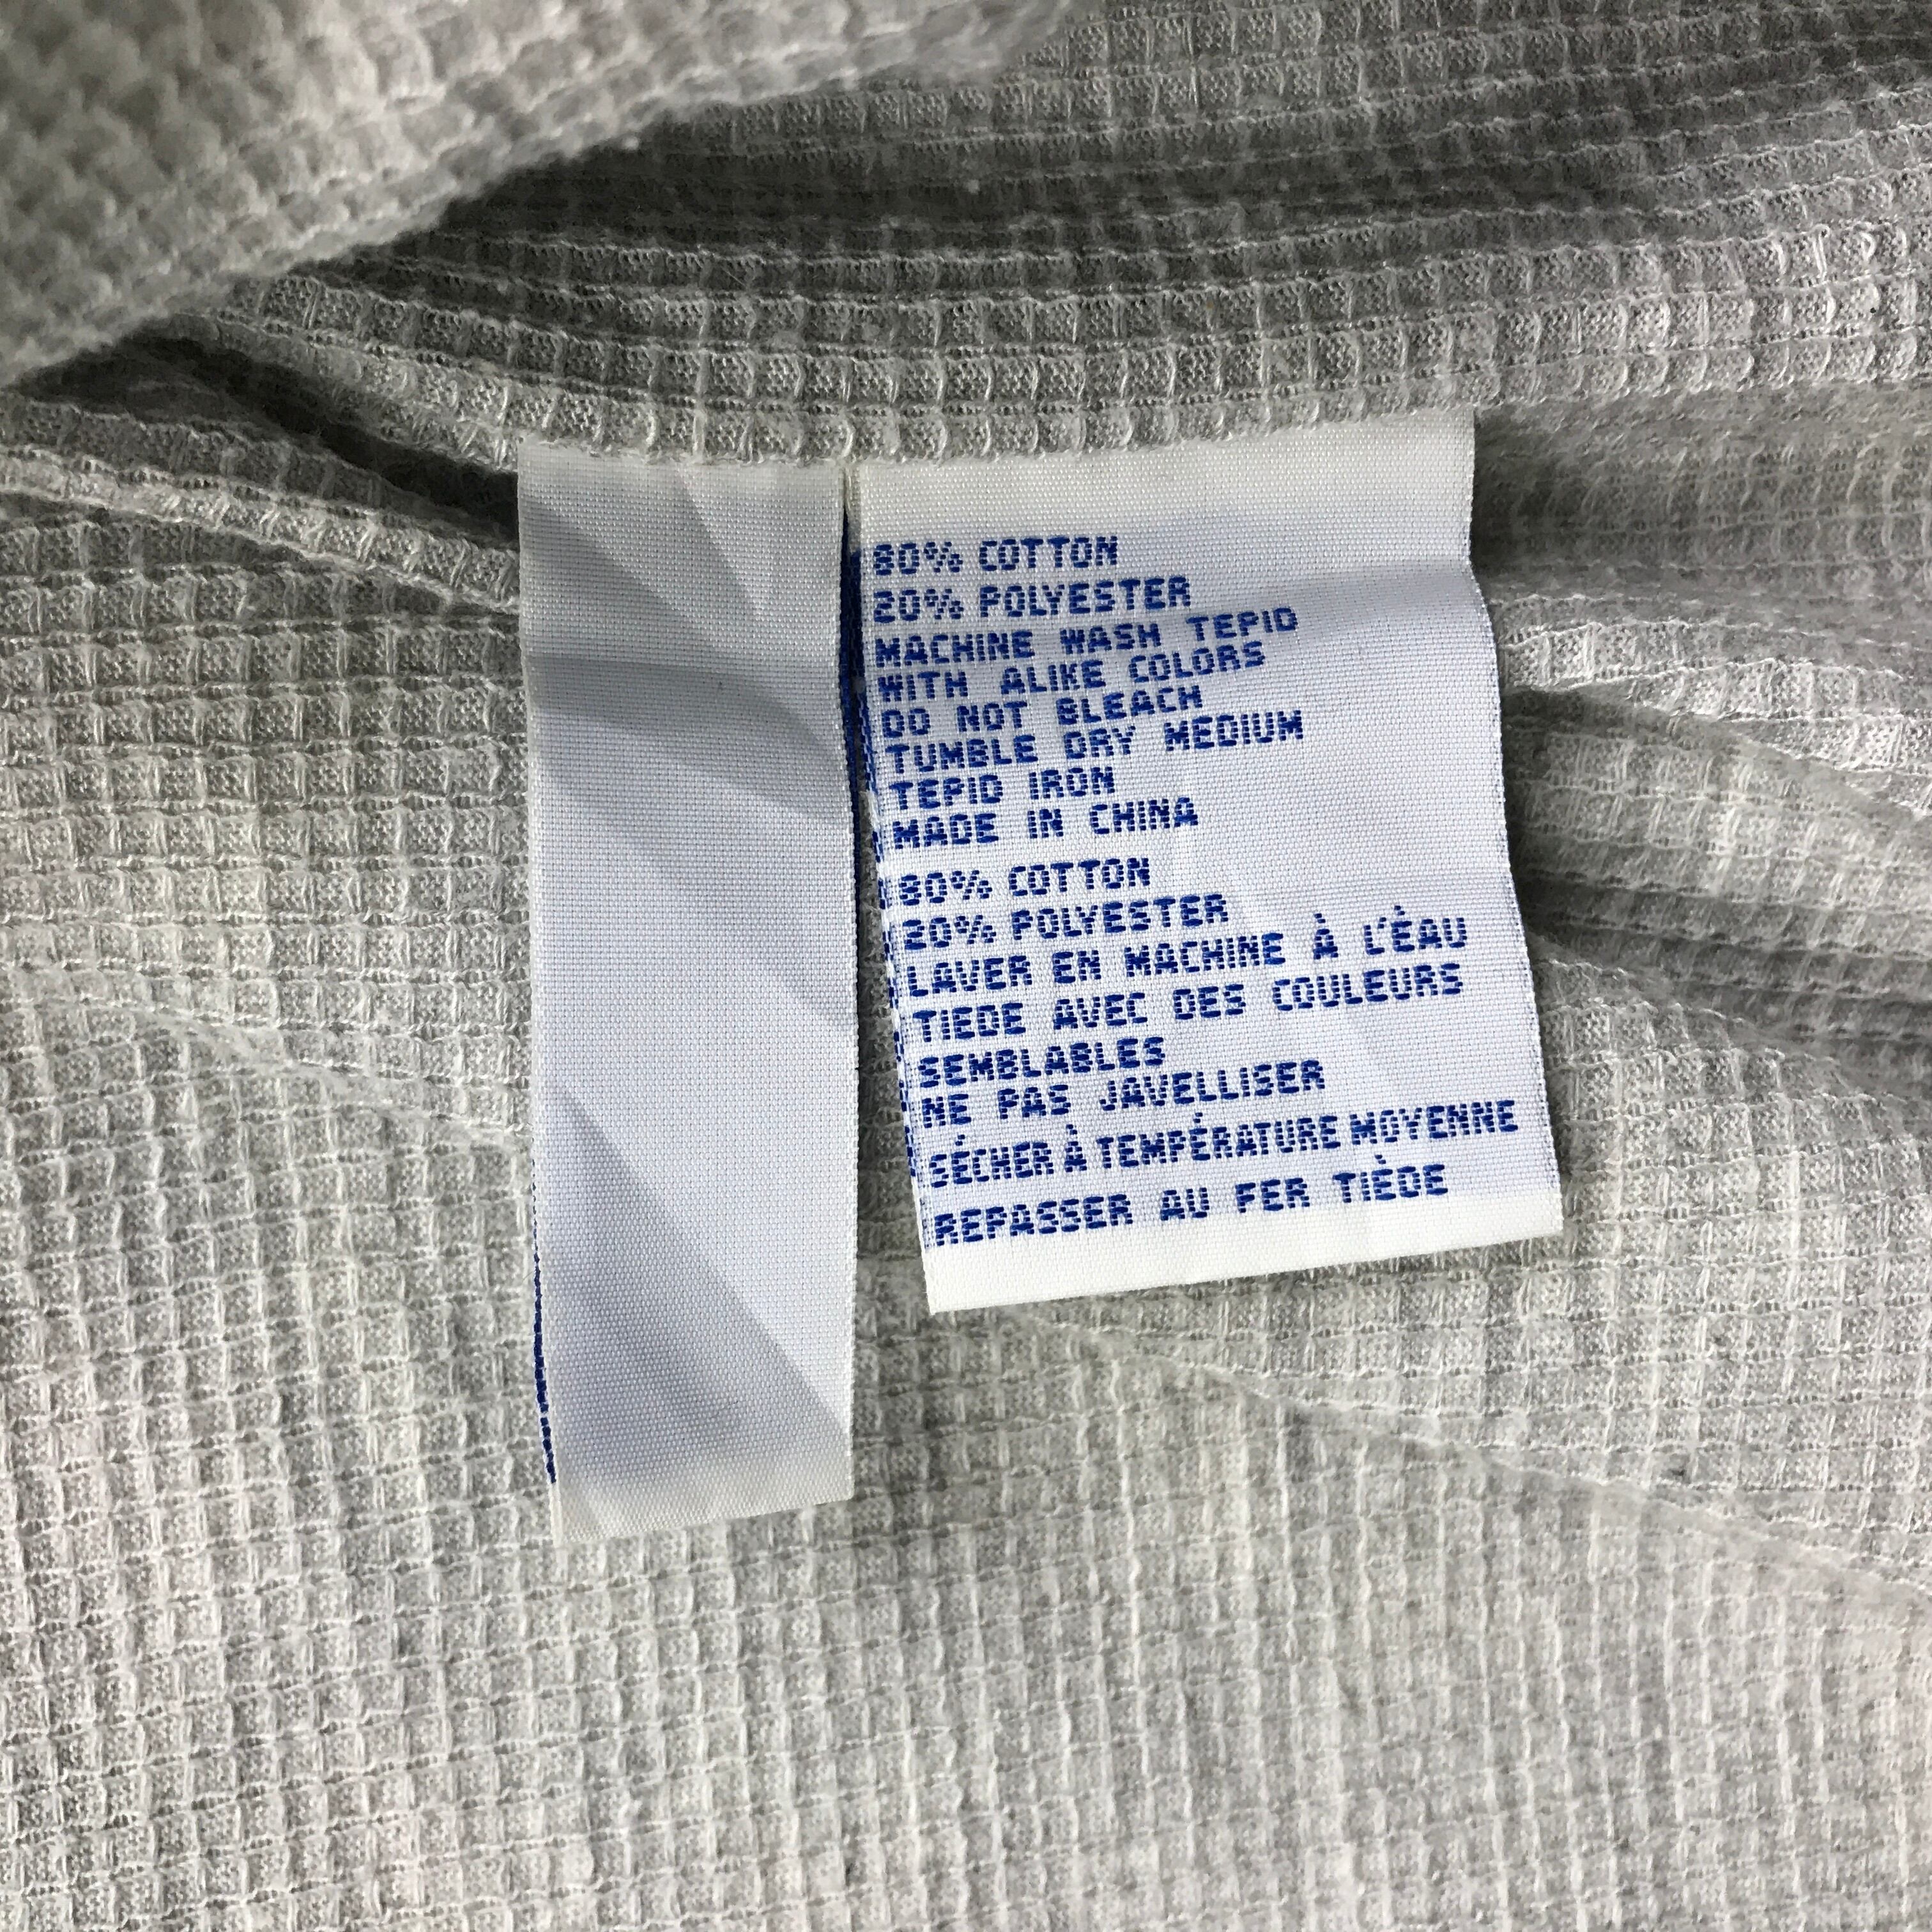 80% COTTON
20% POLYESTER
MACHINE WASH TEPID
WITH ALIKE COLORS
DO NOT BLEACH
TUMBLE DRY MEDIUM
TEPID IRON
MADE IN CHINA
80% COTTON
20% POLYESTER
LAVER EN MACHINE À L'ÈAU
TIEDE AVEC DES COULEURS
SEMBLABLES
NE PAS JAVELLISER
SÉCHER À TEMPÉRATURE MOYENNE
REPASSER AU FER TIÈDE